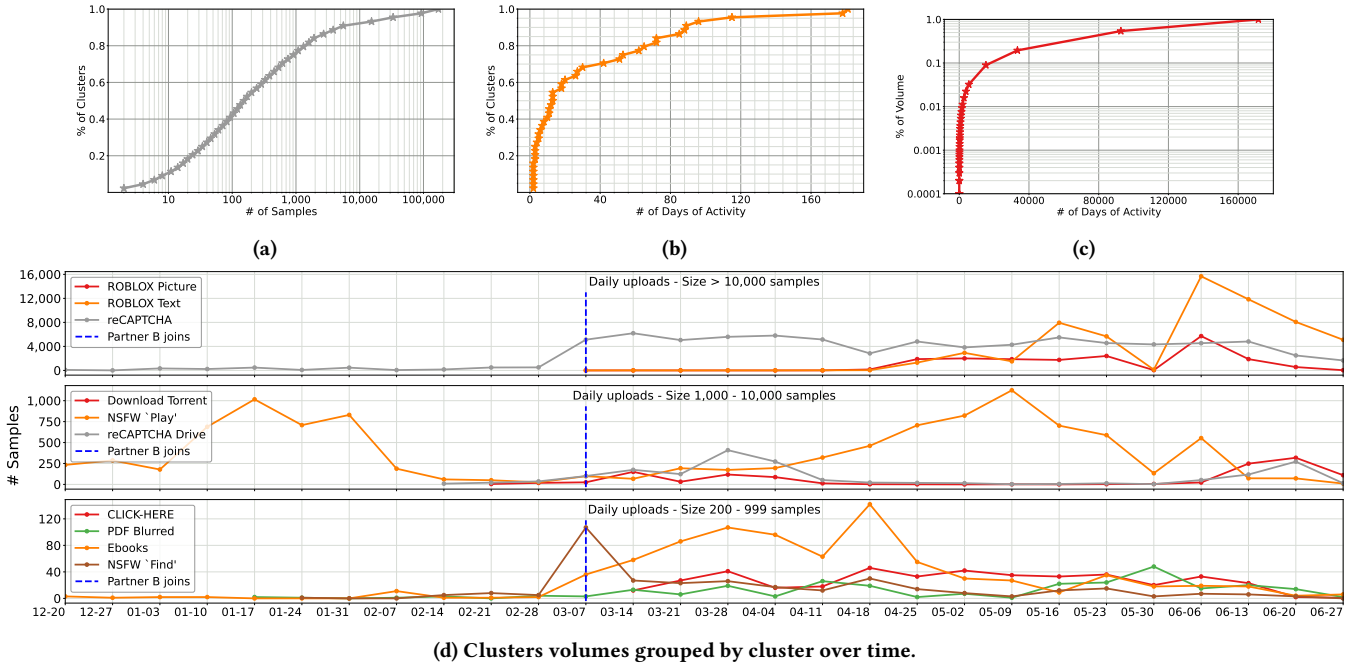 1.0
0.8
0.6
0.4
0.2
% of Clusters
10 100 1,000 10,000 100,000
# of Samples
(a)
1.0
0.8
0.6
0.4
0.2
% of Clusters
0 40 80 120 160
# of Days of Activity
(b)
1.0
0.1
0.01
0.001
0.0001
% of Volume
0 40000 80000 120000 160000
# of Days of Activity
(c)
Daily uploads - Size > 10,000 samples
16,000
12,000
8,000
4,000
0
ROBLOX Picture
ROBLOX Text
reCAPTCHA
Partner B joins
# Samples
Daily uploads - Size 1,000 - 10,000 samples
1,000
750
500
250
0
Download Torrent
NSFW `Play'
reCAPTCHA Drive
Partner B joins
Daily uploads - Size 200 - 999 samples
120
80
40
0
CLICK-HERE
PDF Blurred
Ebooks
NSFW `Find'
Partner B joins
12-20 12-27 01-03 01-10 01-17 01-24 01-31 02-07 02-14 02-21 02-28 03-07 03-14 03-21 03-28 04-04 04-11 04-18 04-25 05-02 05-09 05-16 05-23 05-30 06-06 06-13 06-20 06-27
(d) Clusters volumes grouped by cluster over time.